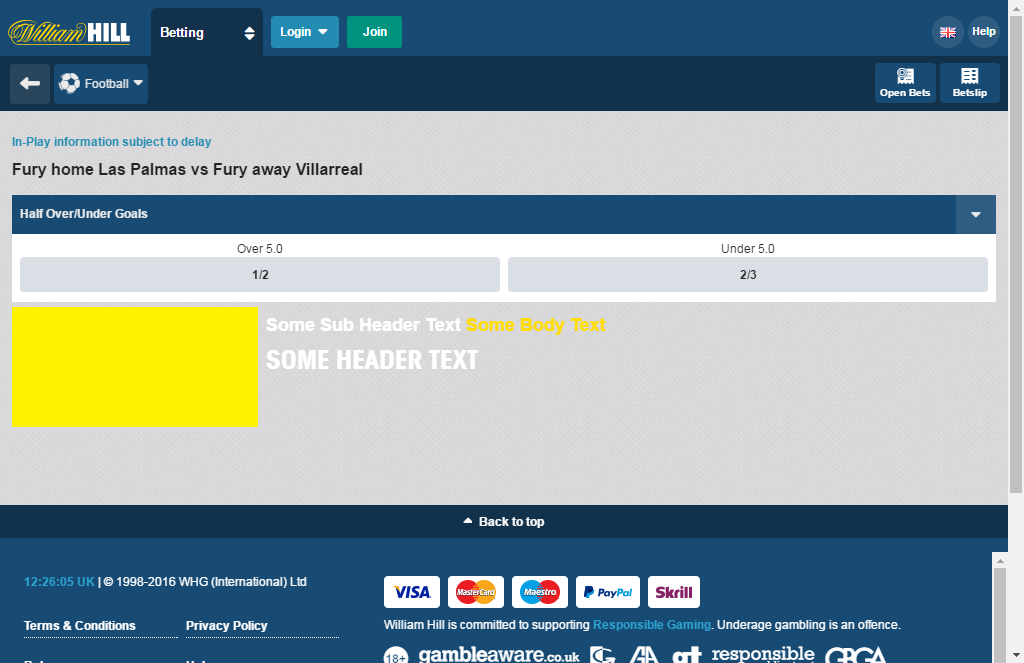 William HILL
Betting
Login
Join
Help
Football
Open Bets
Betslip
In-Play information subject to delay
Fury home Las Palmas vs Fury away Villarreal
Half Over/Under Goals
Over 5.0
Under 5.0
1/2
2/3
Some Sub Header Text Some Body Text
SOME HEADER TEXT
Back to top
12:26:05 UK | © 1998-2016 WHG (International) Ltd
VISA
MasterCard
Maestro
PayPal
Skrill
Terms & Conditions
Privacy Policy
William Hill is committed to supporting Responsible Gaming. Underage gambling is an offence.
18+
gambleaware.co.uk
responsible